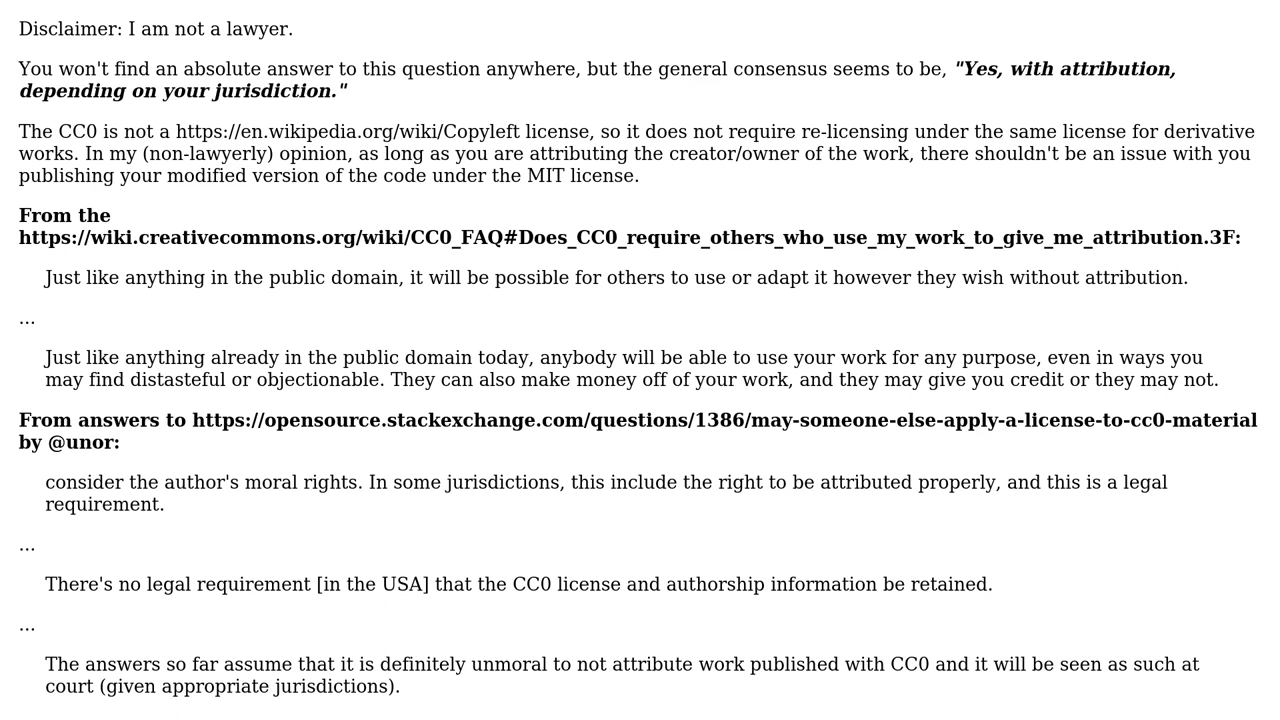 Disclaimer: I am not a lawyer.
You won't find an absolute answer to this question anywhere, but the general consensus seems to be, "Yes, with attribution,
depending on your jurisdiction."
The CC0 is not a https://en.wikipedia.org/wiki/Copyleft license, so it does not require re-licensing under the same license for derivative
works. In my (non-lawyerly) opinion, as long as you are attributing the creator/owner of the work, there shouldn't be an issue with you
publishing your modified version of the code under the MIT license.
From the
https://wiki.creativecommons.org/wiki/CC0_FAQ#Does_CC0_require_others_who_use_my_work_to_give_me_attribution.3F:
Just like anything in the public domain, it will be possible for others to use or adapt it however they wish without attribution.
...
Just like anything already in the public domain today, anybody will be able to use your work for any purpose, even in ways you
may find distasteful or objectionable. They can also make money off of your work, and they may give you credit or they may not.
From answers to https://opensource.stackexchange.com/questions/1386/may-someone-else-apply-a-license-to-cc0-material
by @unor:
consider the author's moral rights. In some jurisdictions, this include the right to be attributed properly, and this is a legal
requirement.
...
There's no legal requirement [in the USA] that the CC0 license and authorship information be retained.
...
The answers so far assume that it is definitely unmoral to not attribute work published with CC0 and it will be seen as such at
court (given appropriate jurisdictions).